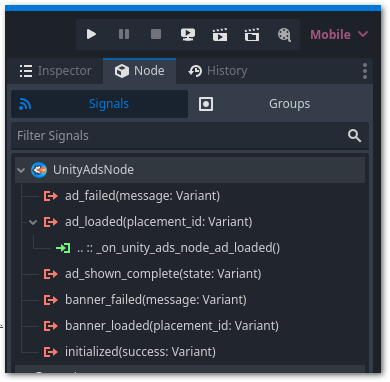 Mobile
Inspector
Node
History
Signals
Groups
Filter Signals
UnityAdsNode
ad_failed(message: Variant)
ad_loaded(placement_id: Variant)
.. :: _on_unity_ads_node_ad_loaded()
ad_shown_complete(state: Variant)
banner_failed(message: Variant)
banner_loaded(placement_id: Variant)
initialized(success: Variant)